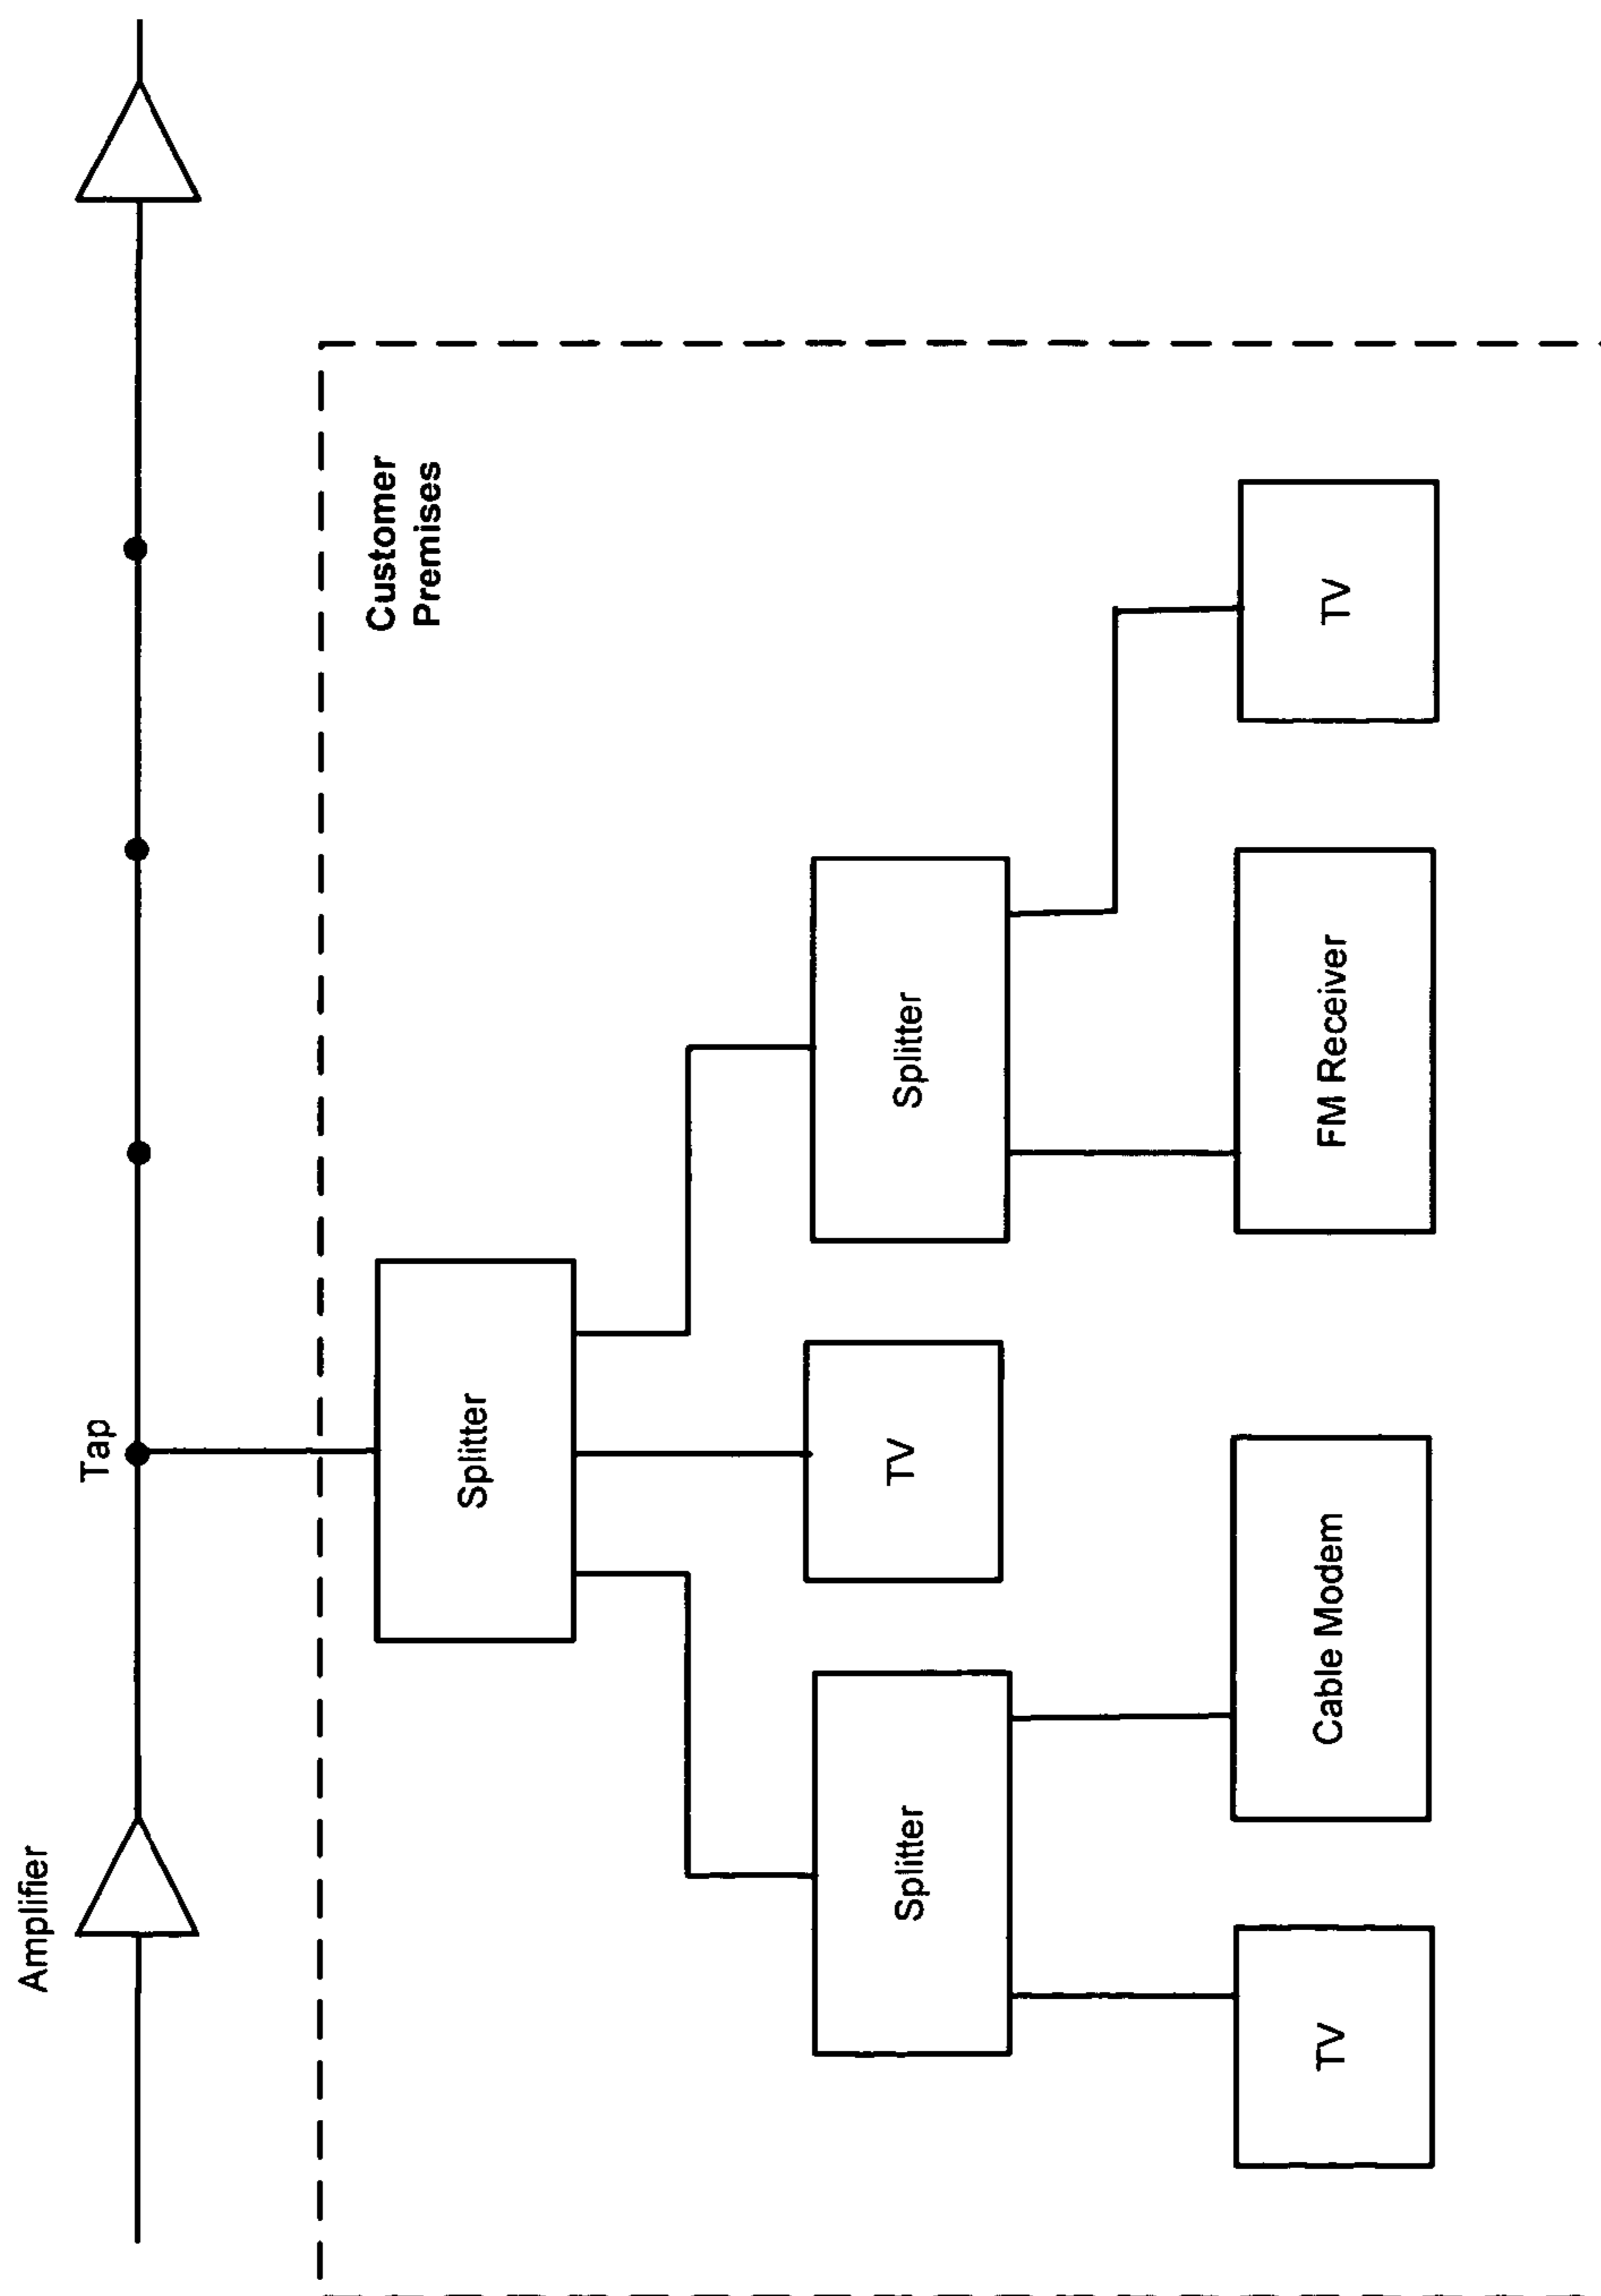 Amplifier
Tap
Customer
Premises
Splitter
Splitter
TV
Splitter
TV
Cable Modem
FM Receiver
TV